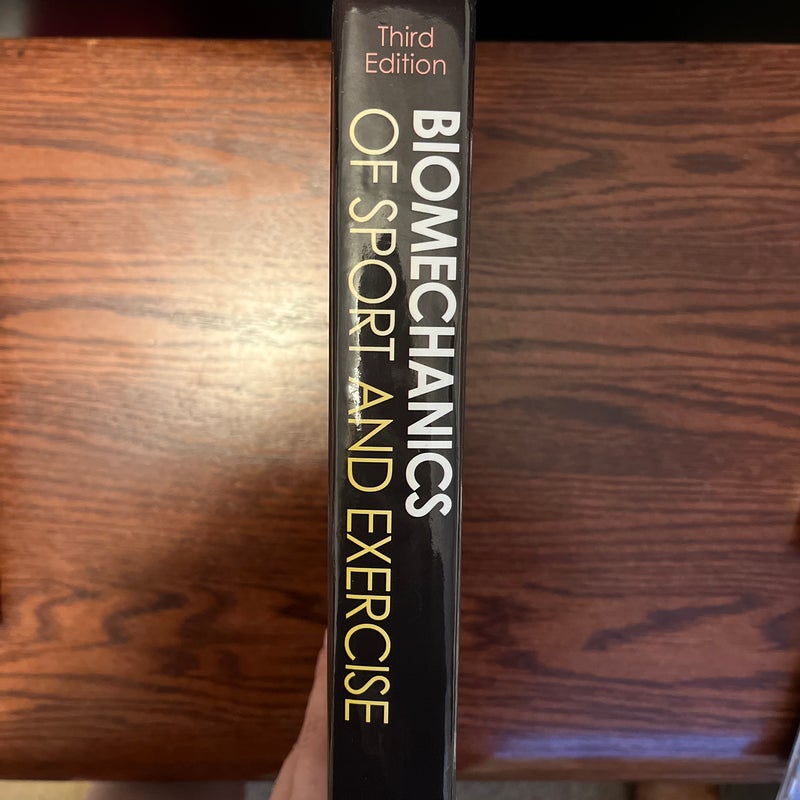 Third
Edition
BIOMECHANICS
OF SPORT AND EXERCISE